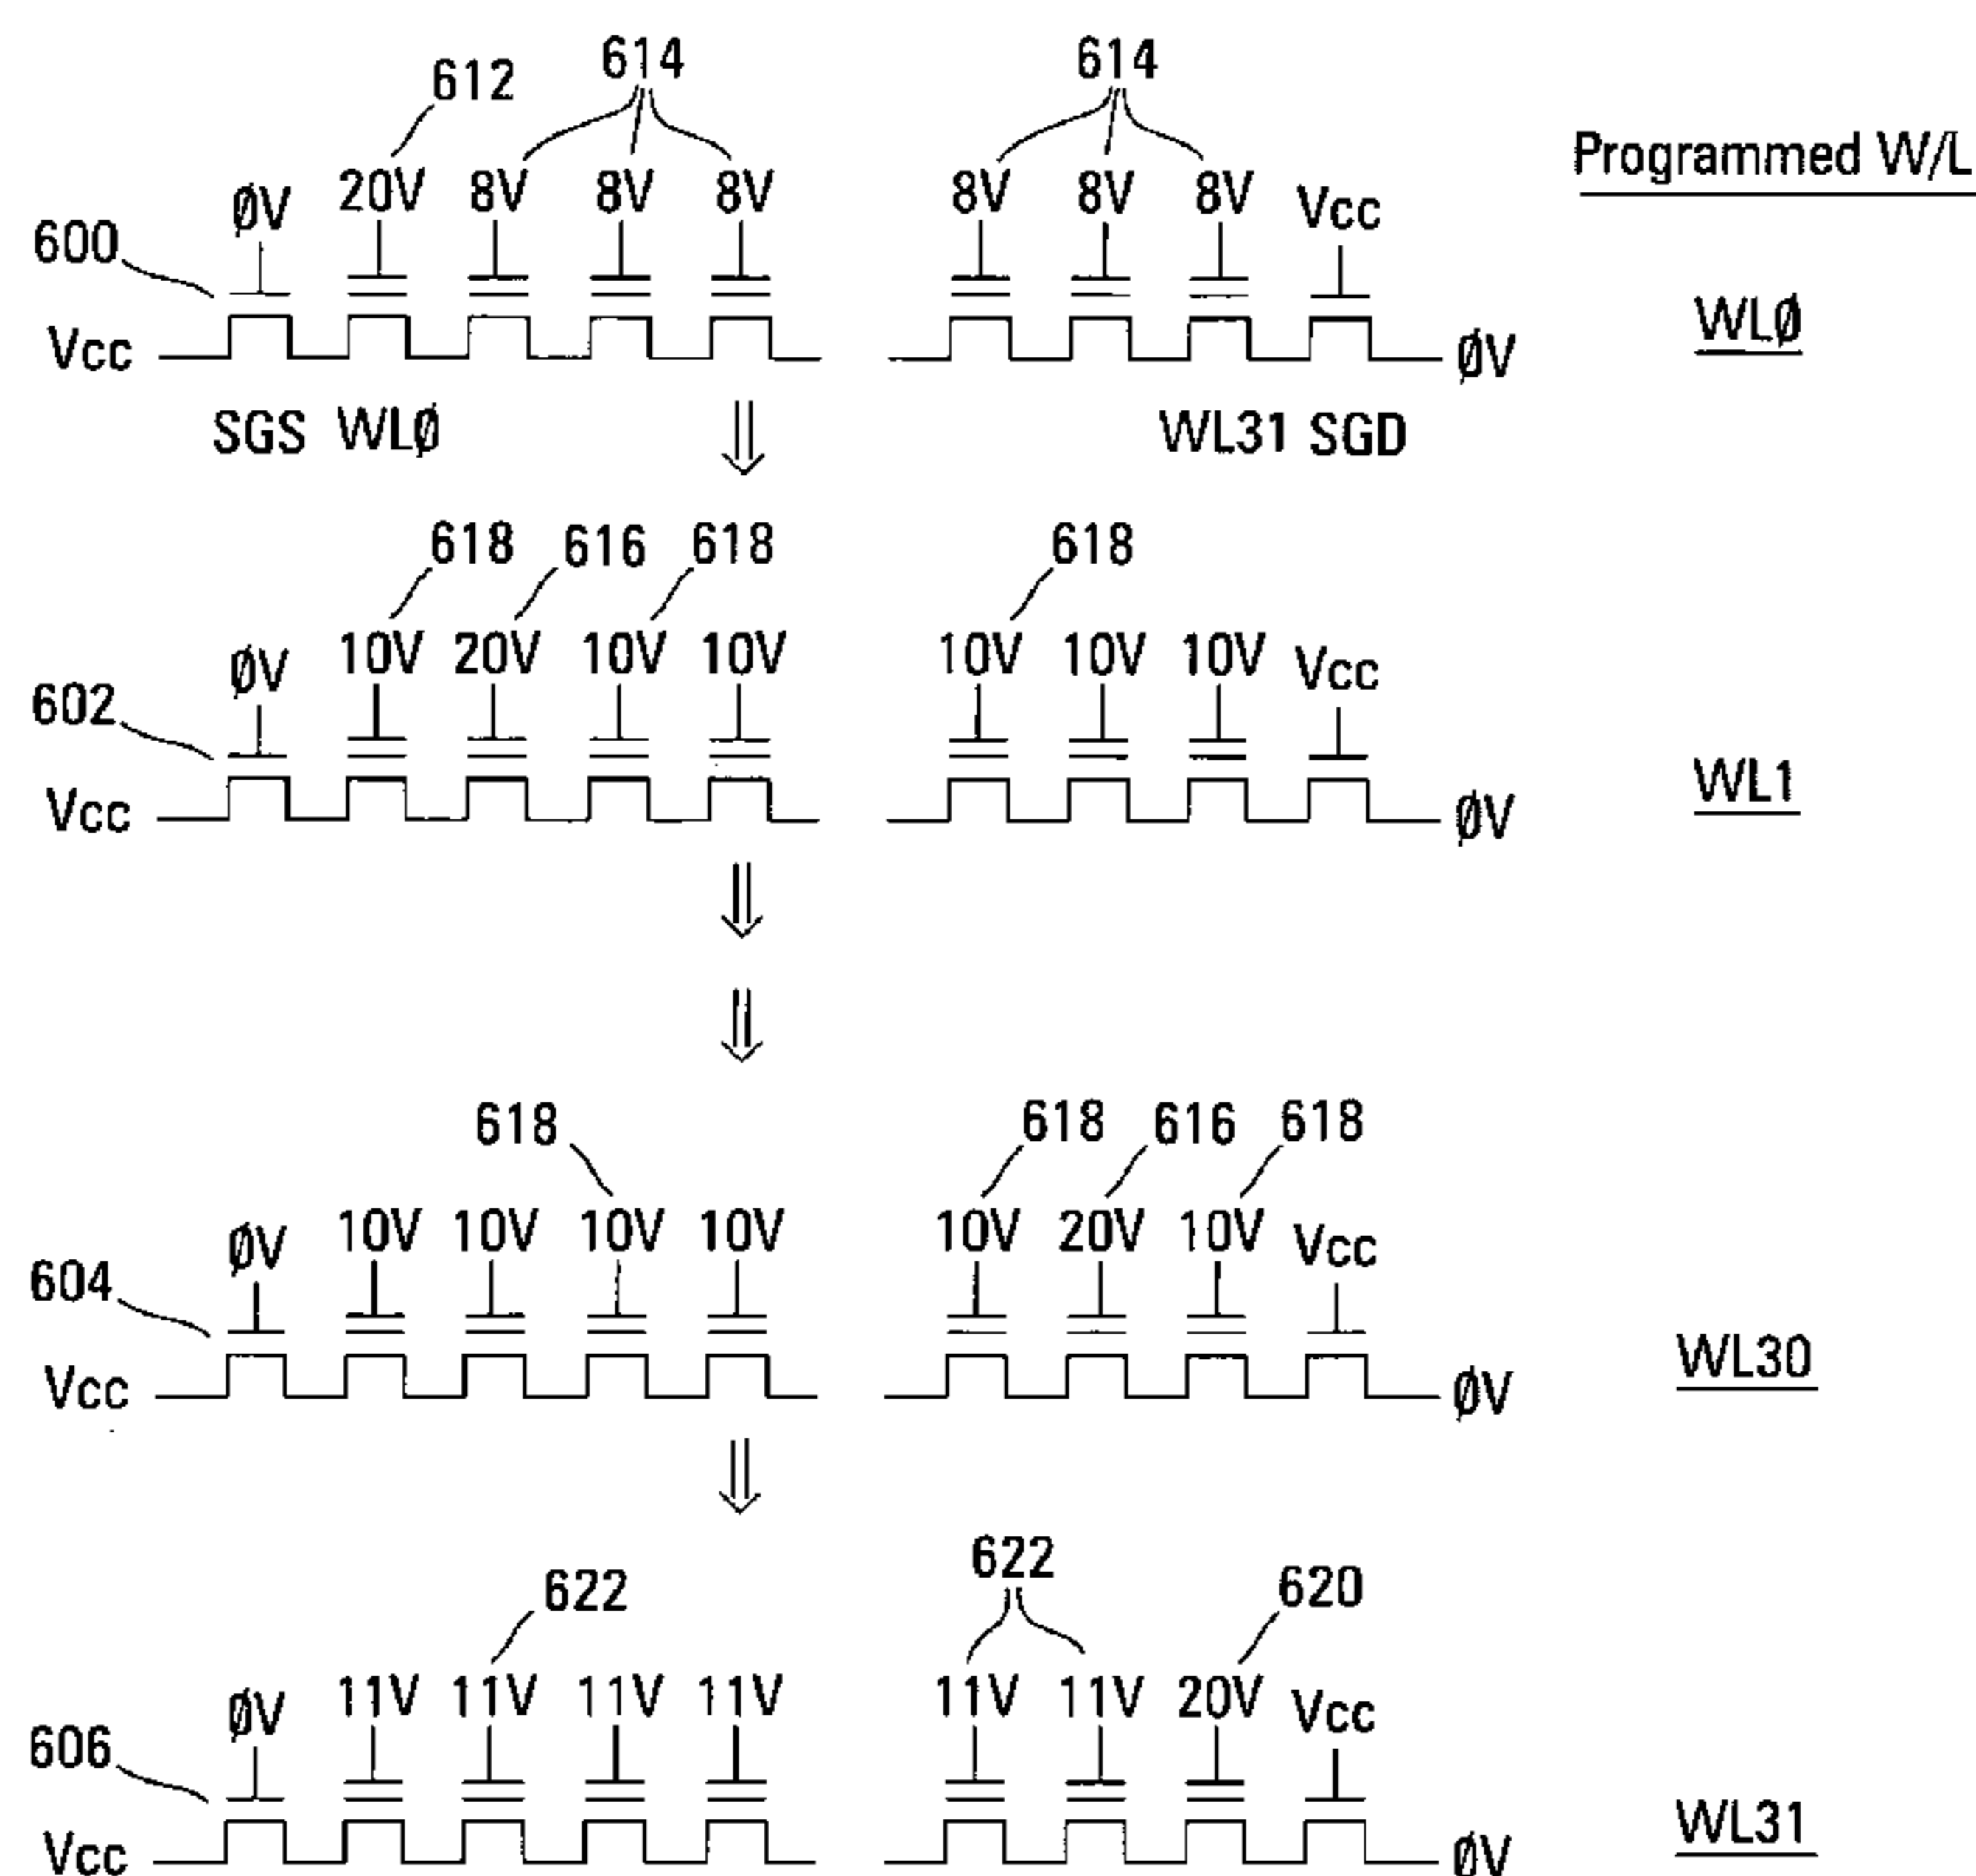 612 614 614
Programmed W/L
ØV 20V 8V 8V 8V 8V 8V 8V Vcc
600
WLØ
Vcc ØV
SGS WLØ WL31 SGD
618 616 618 618
ØV 10V 20V 10V 10V 10V 10V 10V Vcc
602
WL1
Vcc ØV
618 618 616 618
ØV 10V 10V 10V 10V 10V 20V 10V Vcc
604
WL30
Vcc ØV
622 622 620
ØV 11V 11V 11V 11V 11V 11V 20V Vcc
606
WL31
Vcc ØV